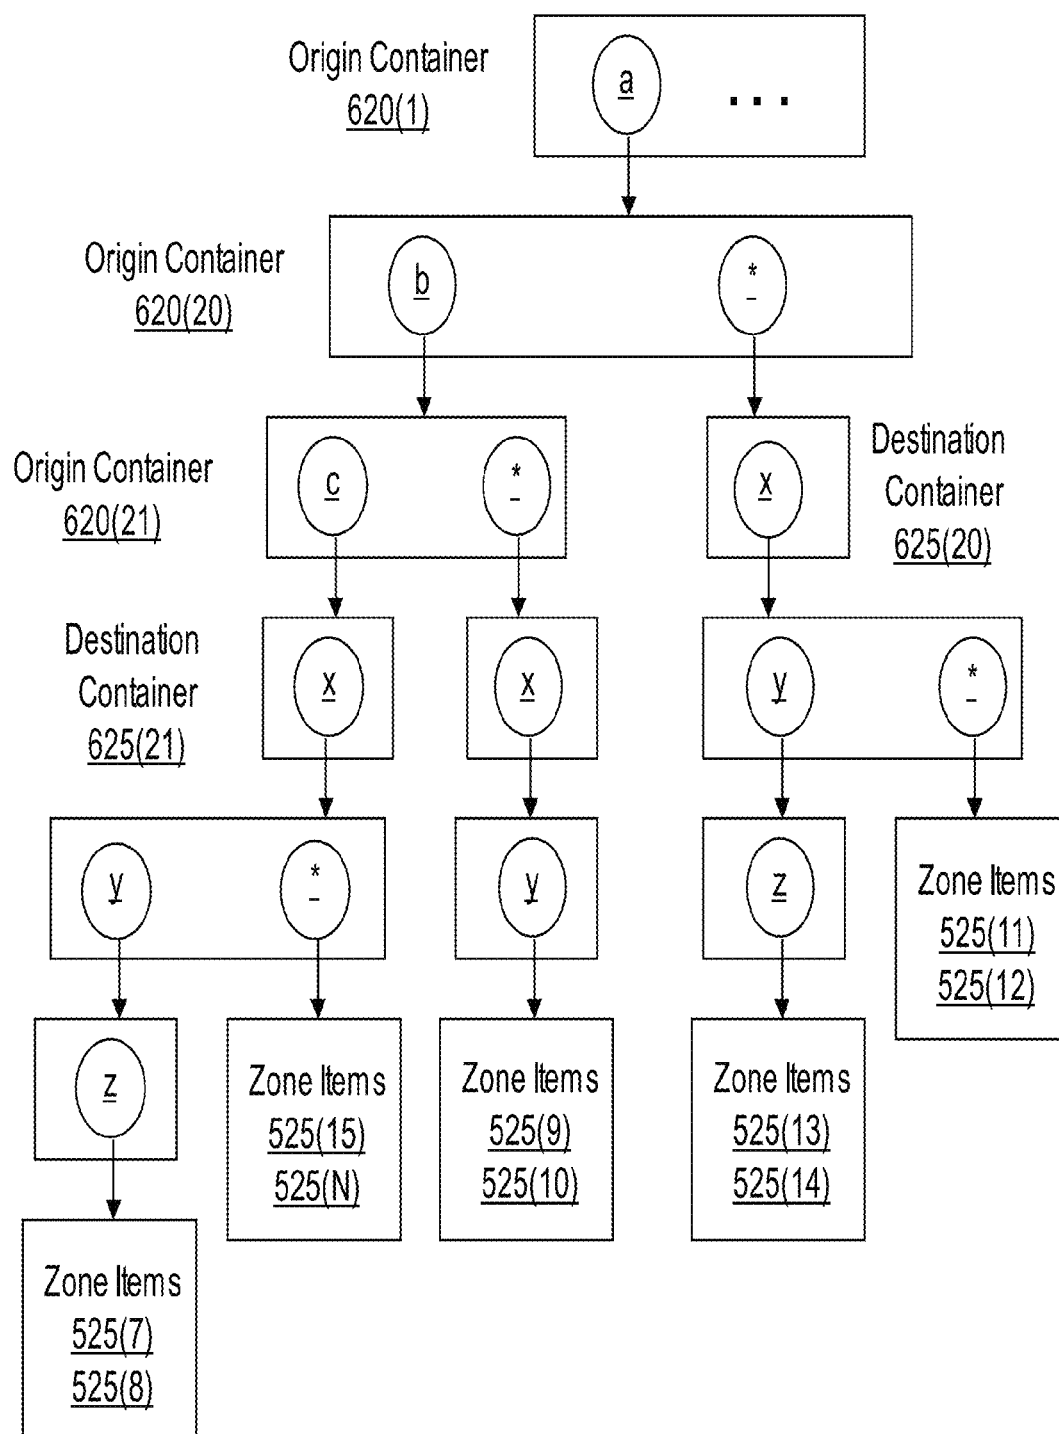 Origin Container
620(1)
a ...
Origin Container
620(20)
b *
Origin Container
620(21)
c *
x
Destination
Container
625(20)
Destination
Container
625(21)
x
x
y *
y *
y
z
Zone Items
525(11)
525(12)
z
Zone Items
525(15)
525(N)
Zone Items
525(9)
525(10)
Zone Items
525(13)
525(14)
Zone Items
525(7)
525(8)